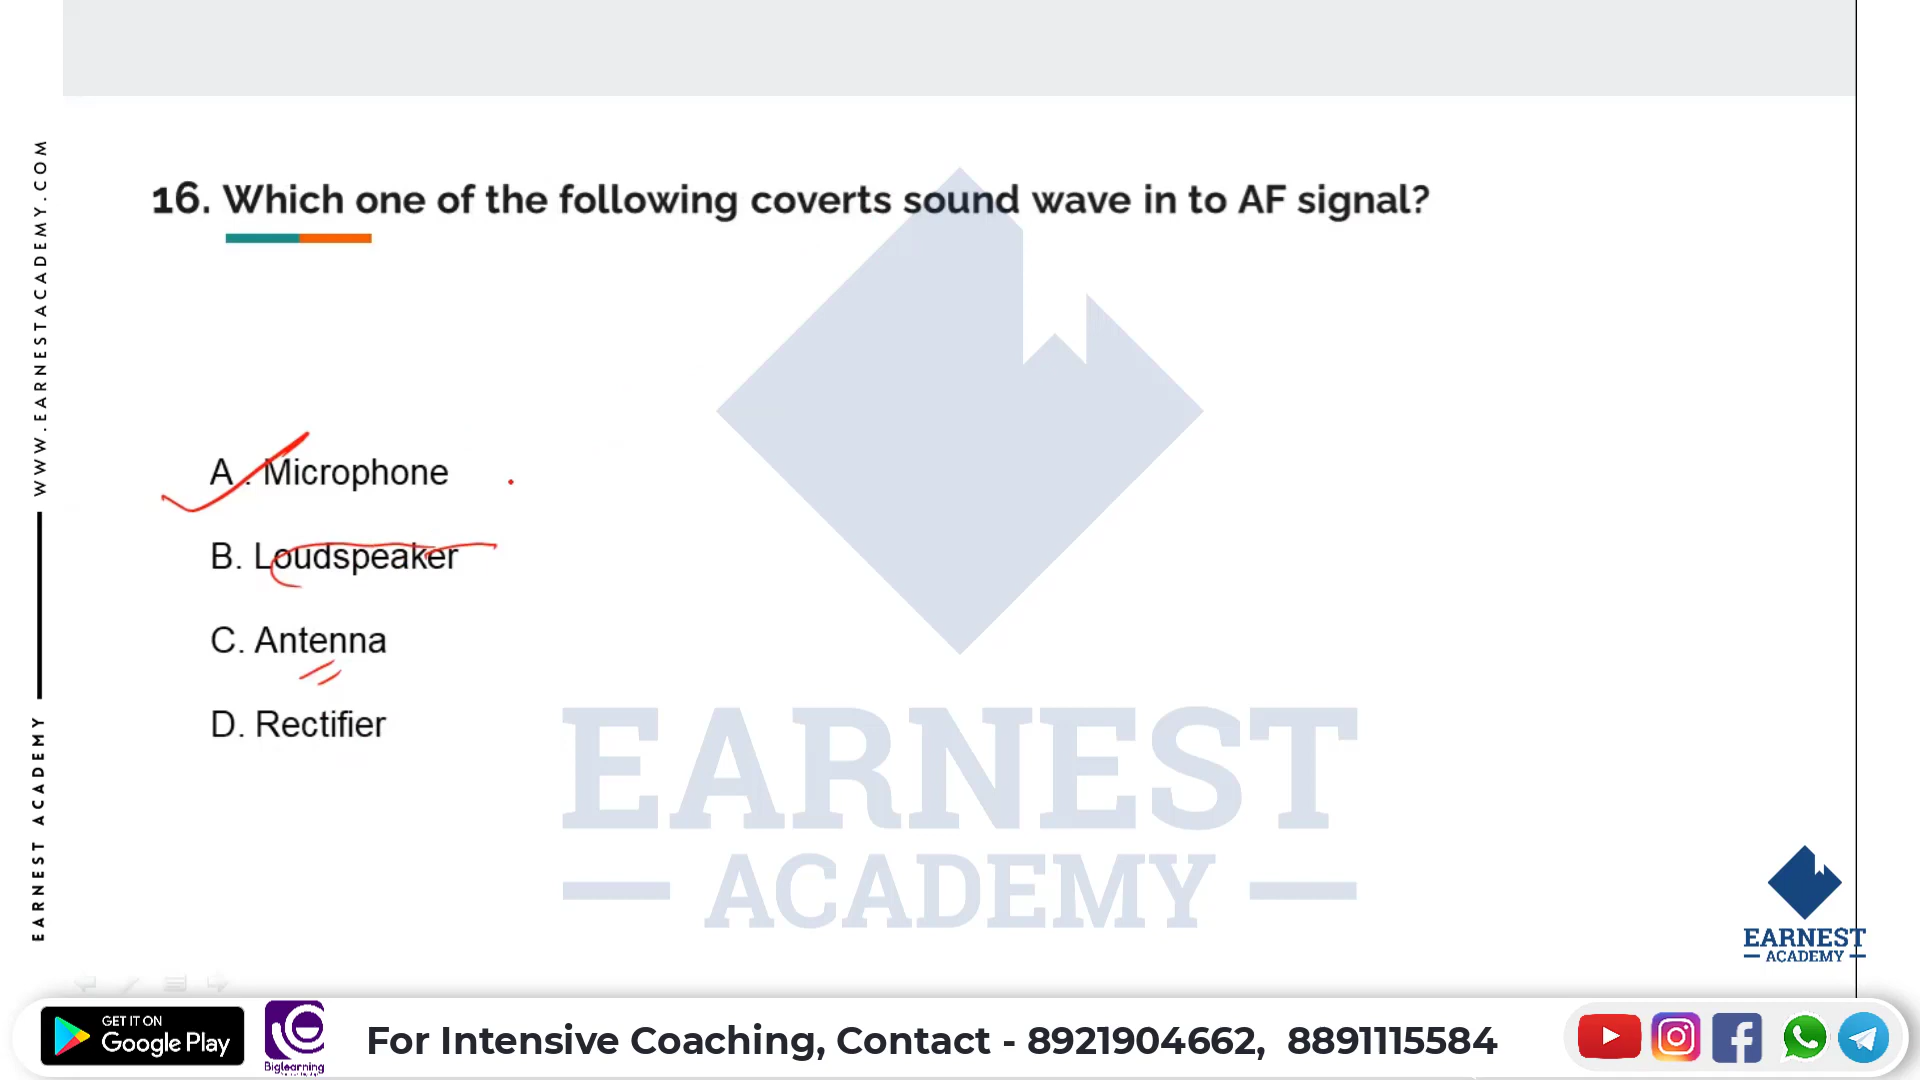 16. Which one of the following coverts sound wave in to AF signal?
A . Microphone
B. Loudspeaker
C. Antenna
D. Rectifier
WWW.EARNESTACADEMY.COM
EARNEST ACADEMY
EARNEST
ACADEMY
EARNEST
ACADEMY
GET IT ON
Google Play
Biglearning
For Intensive Coaching, Contact - 8921904662, 8891115584